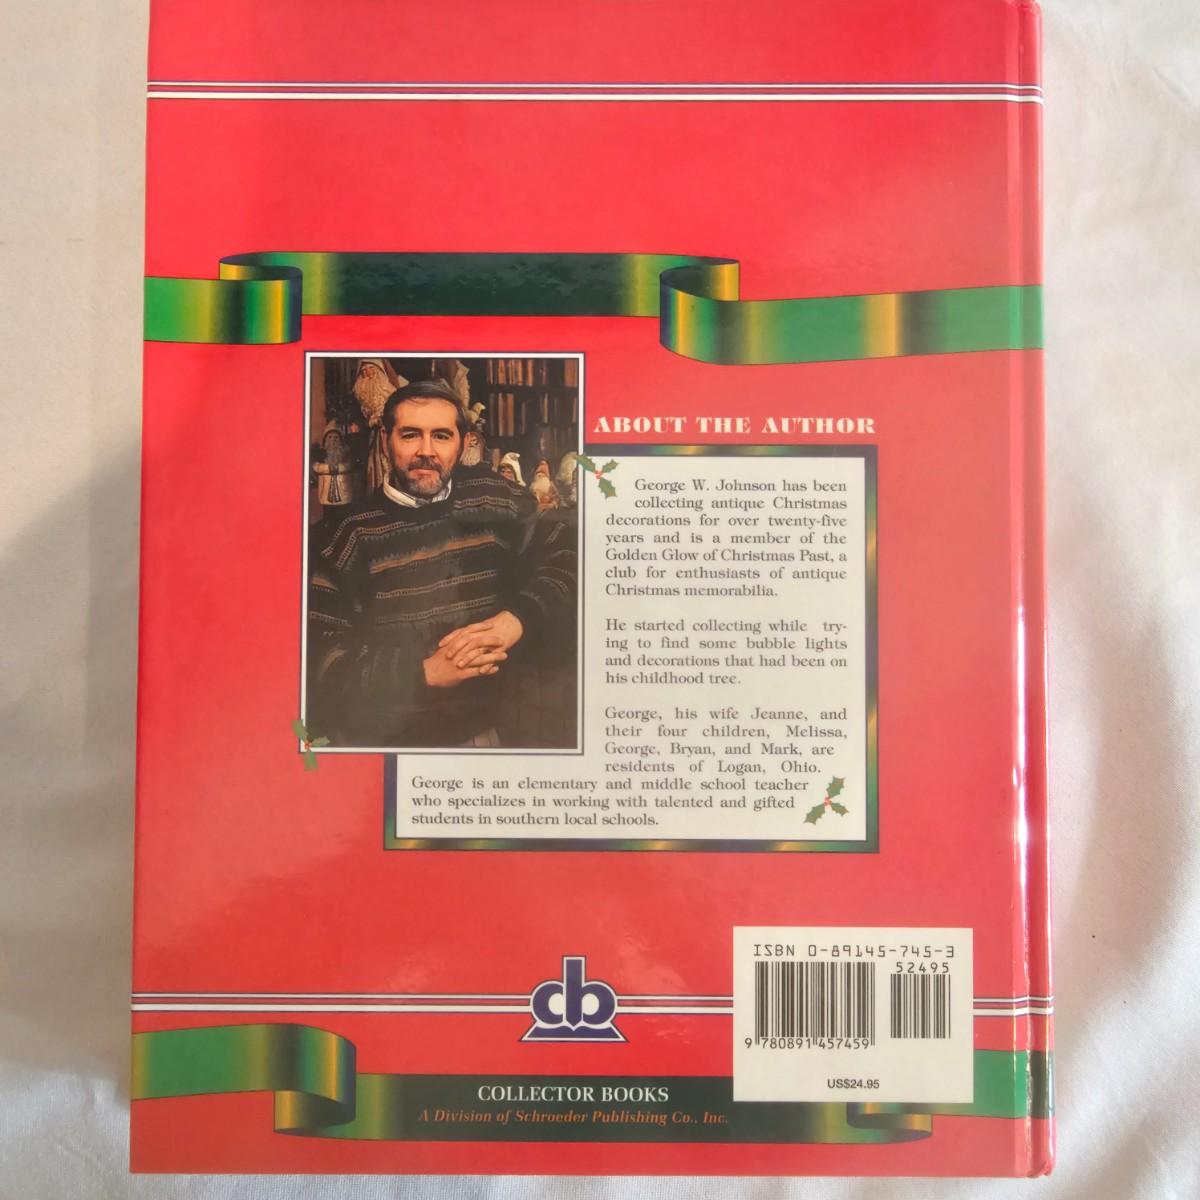 ABOUT THE AUTHOR
George W. Johnson has been
collecting antique Christmas
decorations for over twenty-five
years and is a member of the
Golden Glow of Christmas Past, a
club for enthusiasts of antique
Christmas memorabilia.
He started collecting while try-
ing to find some bubble lights
and decorations that had been on
his childhood tree.
George, his wife Jeanne, and
their four children, Melissa,
George, Bryan, and Mark, are
residents of Logan, Ohio.
George is an elementary and middle school teacher
who specializes in working with talented and gifted
students in southern local schools.
ISBN 0-89145-745-3
52495
9 780891 457459
US$24.95
cb
COLLECTOR BOOKS
A Division of Schroeder Publishing Co., Inc.